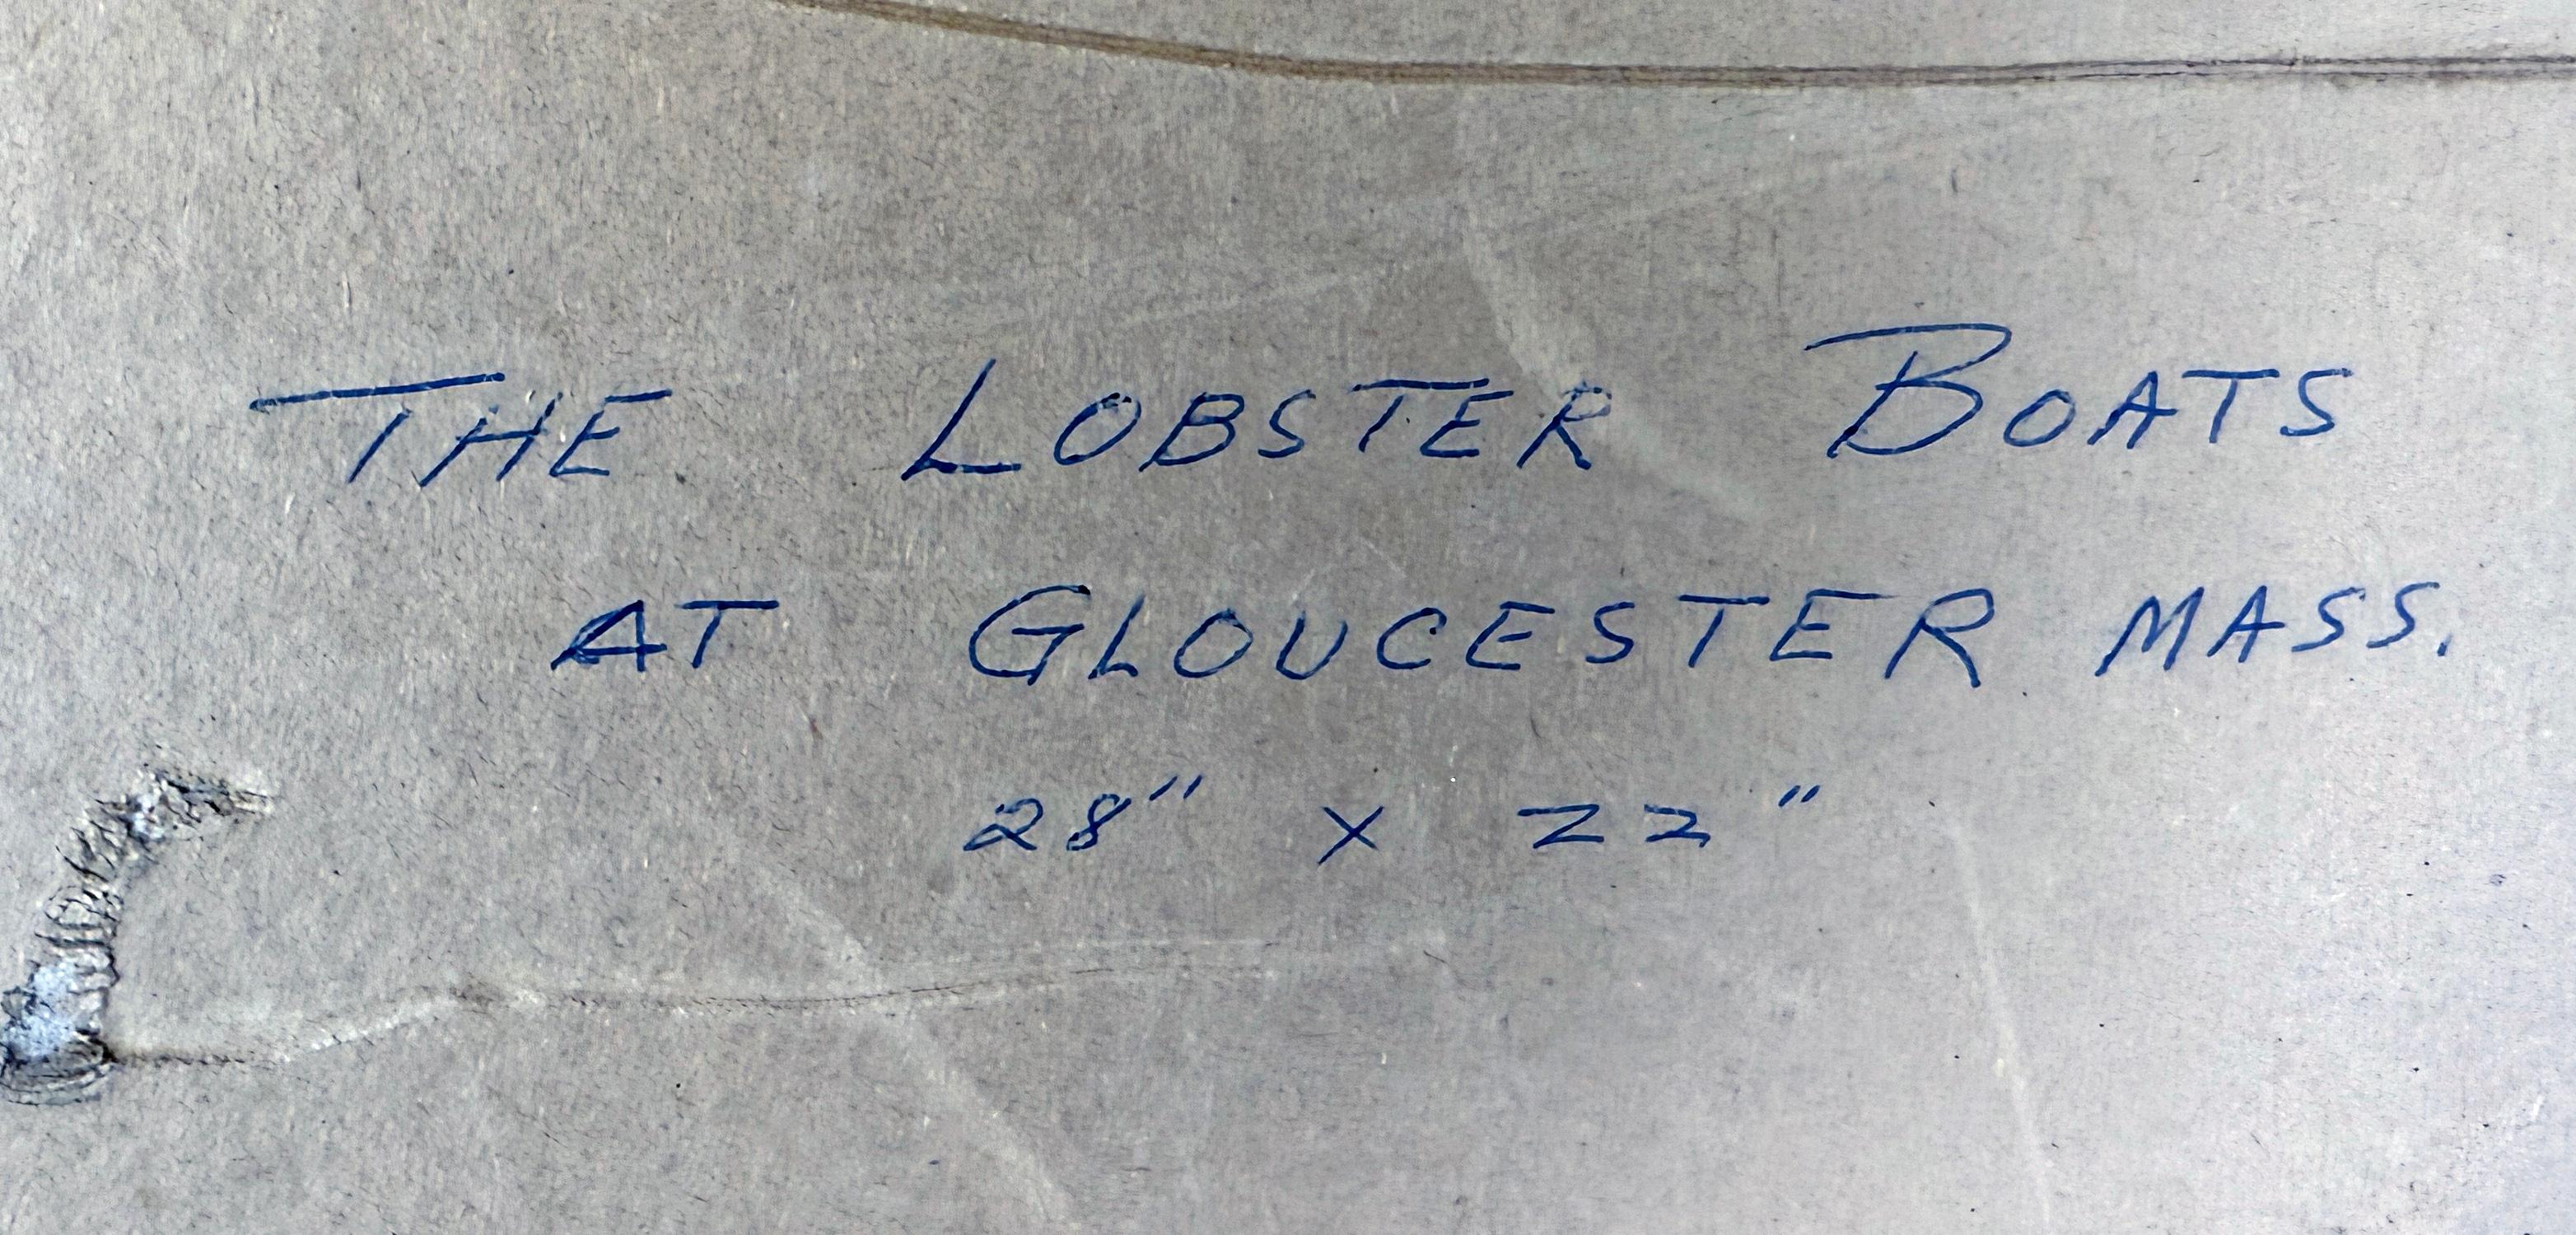 THE LOBSTER BOATS
AT GLOUCESTER MASS.
28" x 22"